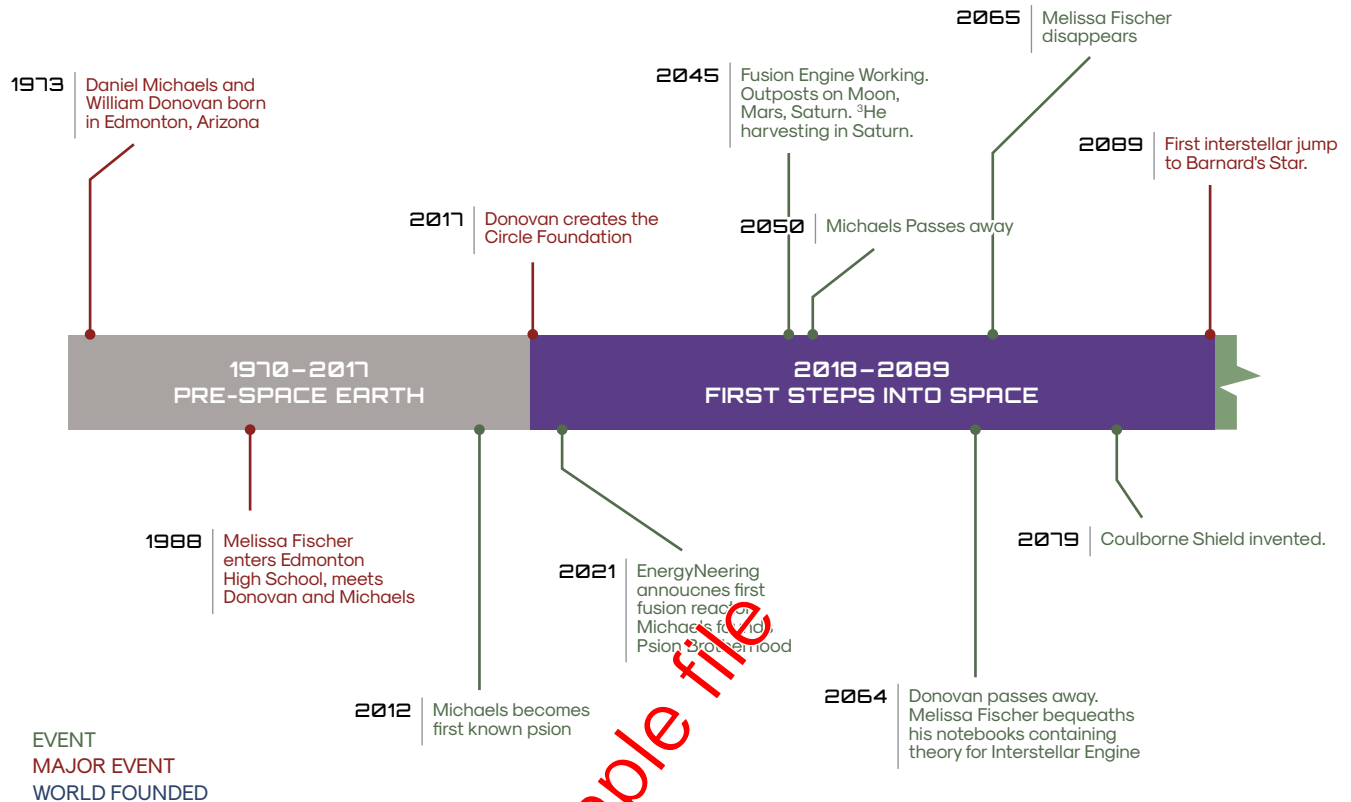 2065
Melissa Fischer
disappears
1973
Daniel Michaels and
William Donovan born
in Edmonton, Arizona
2045
Fusion Engine Working.
Outposts on Moon,
Mars, Saturn. ³He
harvesting in Saturn.
2089
First interstellar jump
to Barnard's Star.
2017
Donovan creates the
Circle Foundation
2050
Michaels Passes away
1970–2017
PRE-SPACE EARTH
2018–2089
FIRST STEPS INTO SPACE
1988
Melissa Fischer
enters Edmonton
High School, meets
Donovan and Michaels
2079
Coulborne Shield invented.
2021
EnergyNeering
annoucnes first
fusion reactor.
Michaels founds
Psion Brotherhood
2012
Michaels becomes
first known psion
2064
Donovan passes away.
Melissa Fischer bequeaths
his notebooks containing
theory for Interstellar Engine
EVENT
MAJOR EVENT
WORLD FOUNDED
file